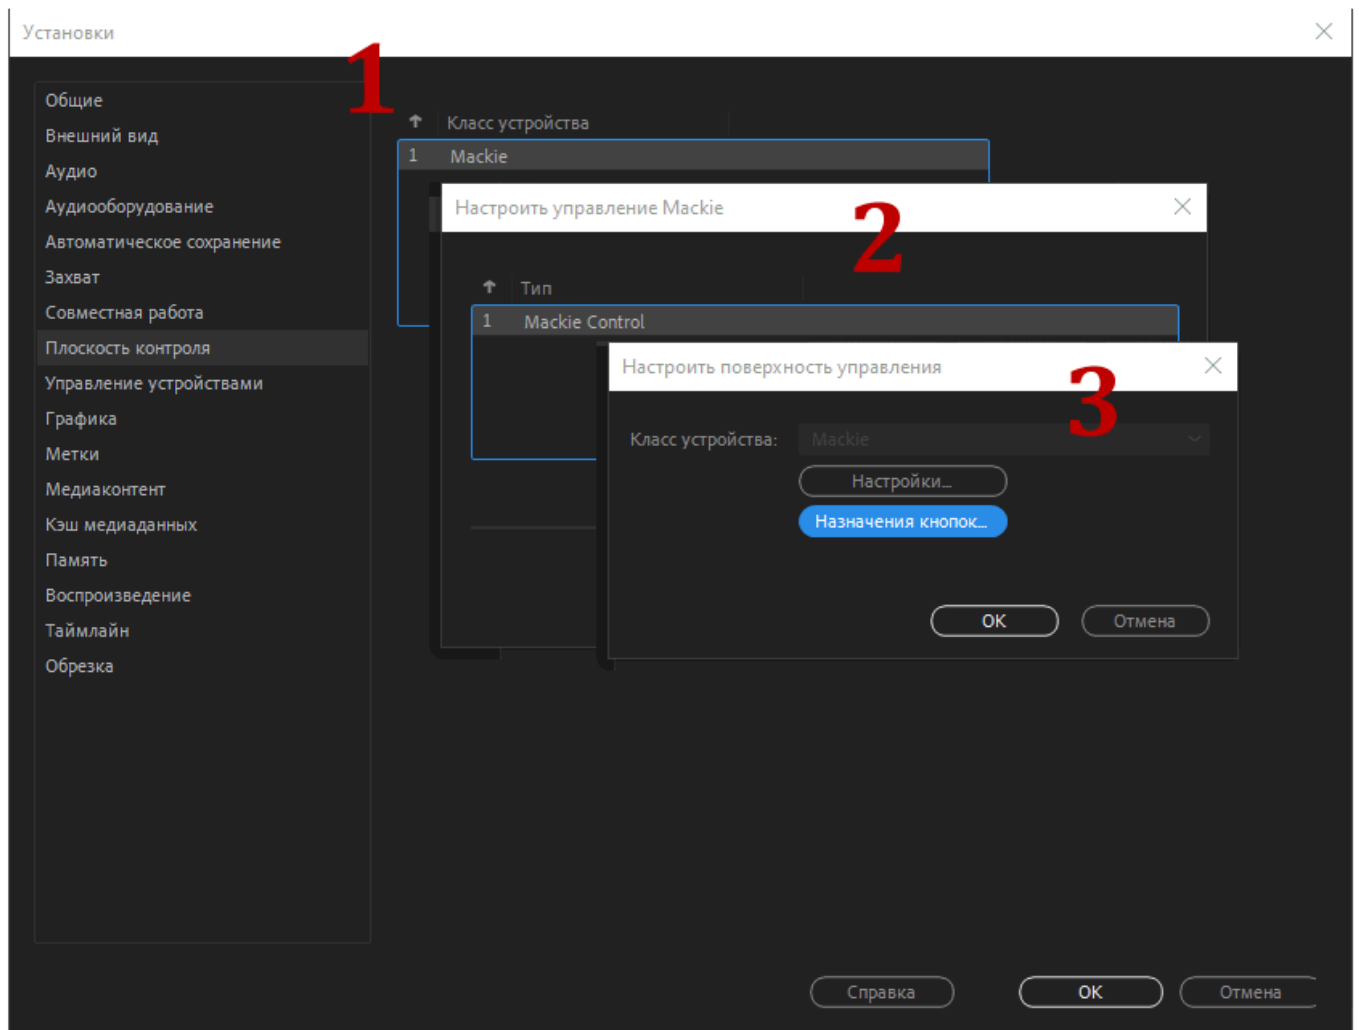 Установки
1
Общие
Внешний вид
Аудио
Аудиооборудование
Автоматическое сохранение
Захват
Совместная работа
Плоскость контроля
Управление устройствами
Графика
Метки
Медиаконтент
Кэш медиаданных
Память
Воспроизведение
Таймлайн
Обрезка
Класс устройства
1 Mackie
Настроить управление Mackie
2
Тип
1 Mackie Control
Настроить поверхность управления
3
Класс устройства: Mackie
Настройки...
Назначения кнопок...
ОК Отмена
Справка ОК Отмена